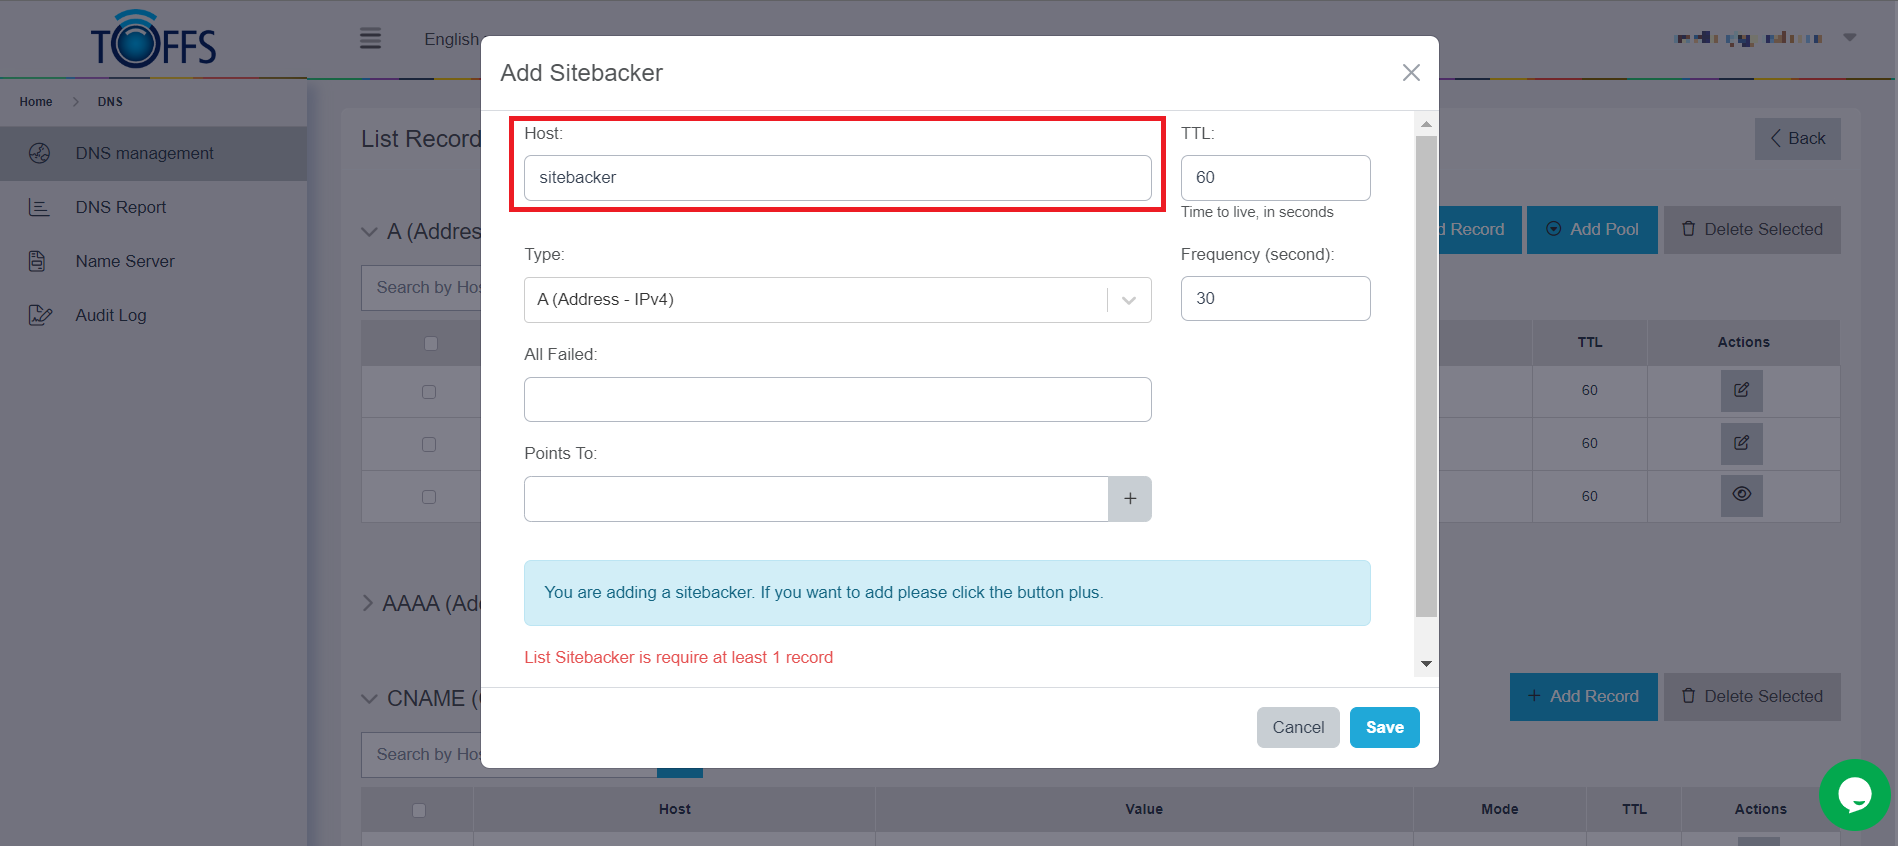 TOFFS
English
Home > DNS
DNS management
DNS Report
Name Server
Audit Log
List Record
Back
A (Addres
d Record
Add Pool
Delete Selected
Search by Hos
TTL
Actions
60
60
60
AAAA (Ad
CNAME (
Add Record
Delete Selected
Search by Hos
Host
Value
Mode
TTL
Actions
Add Sitebacker
Host:
sitebacker
TTL:
60
Time to live, in seconds
Type:
A (Address - IPv4)
Frequency (second):
30
All Failed:
Points To:
You are adding a sitebacker. If you want to add please click the button plus.
List Sitebacker is require at least 1 record
Cancel
Save